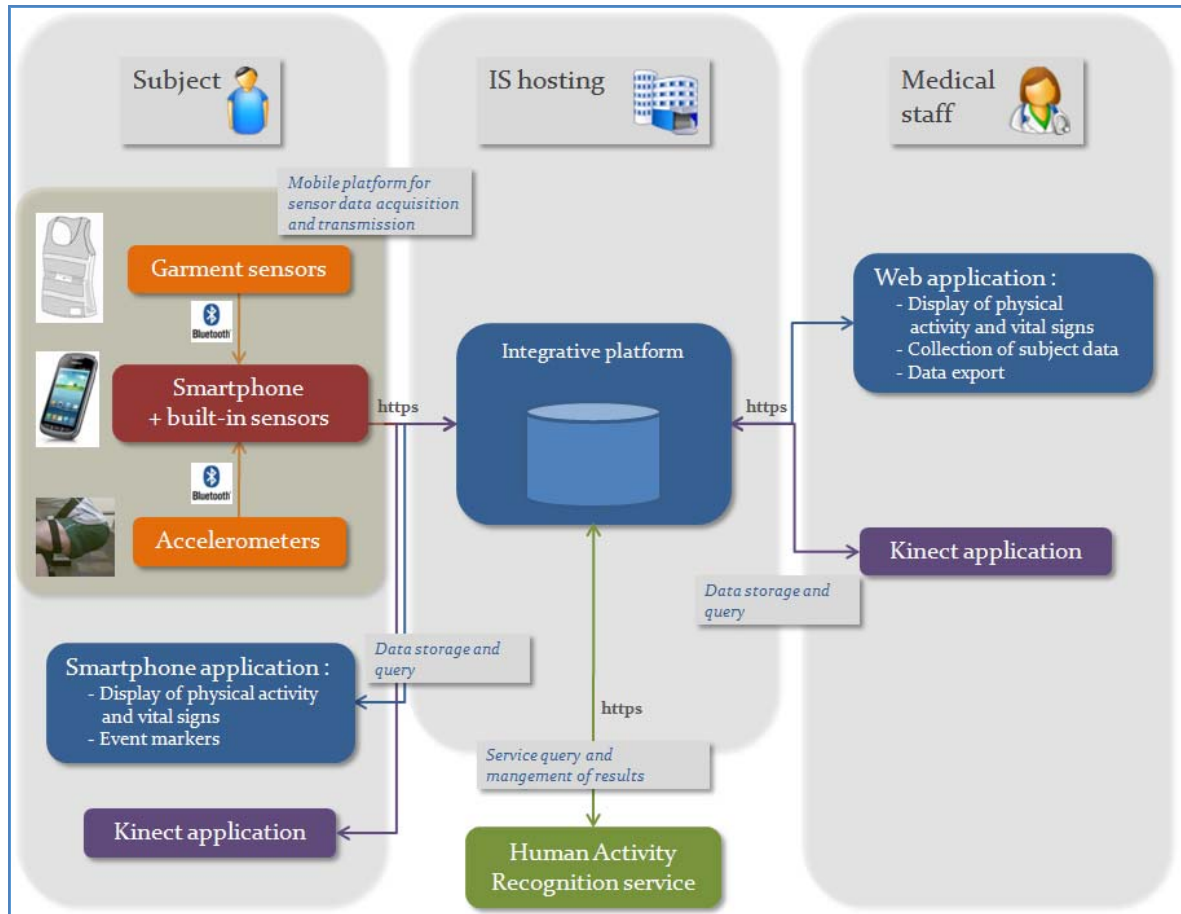 Subject
IS hosting
Medical
staff
Mobile platform for
sensor data acquisition
and transmission
Garment sensors
Bluetooth
Smartphone
+ built-in sensors
Bluetooth
Accelerometers
https
Integrative platform
https
Web application :
- Display of physical
activity and vital signs
- Collection of subject data
- Data export
Kinect application
Data storage and
query
Data storage and
query
Smartphone application :
- Display of physical activity
and vital signs
- Event markers
https
Service query and
mangement of results
Kinect application
Human Activity
Recognition service